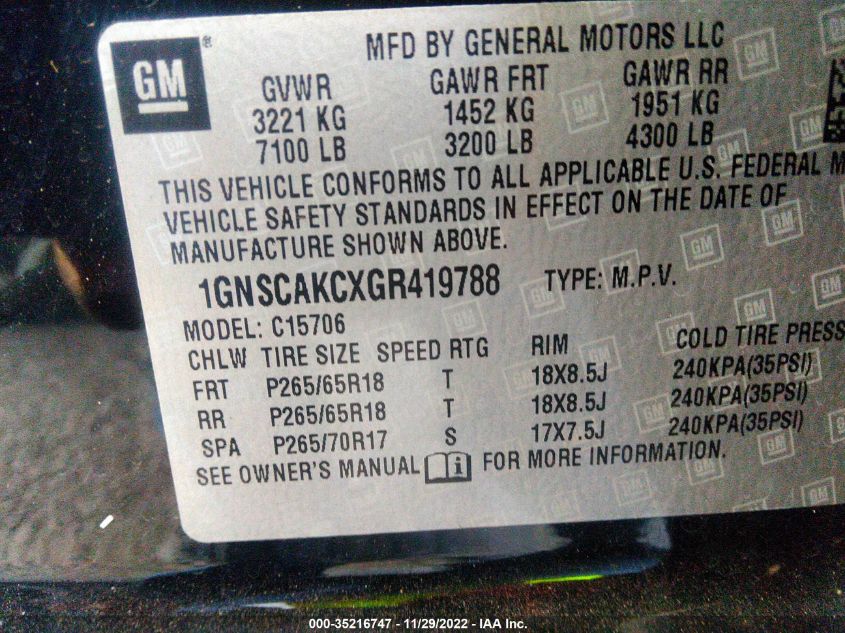 GM ® MFD BY GENERAL MOTORS LLC
GVWR GAWR FRT GAWR RR
3221 KG 1452 KG 1951 KG
7100 LB 3200 LB 4300 LB
THIS VEHICLE CONFORMS TO ALL APPLICABLE U.S. FEDERAL M
VEHICLE SAFETY STANDARDS IN EFFECT ON THE DATE OF
MANUFACTURE SHOWN ABOVE.
1GNSCAKCXGR419788 TYPE: M.P.V.
MODEL: C15706
CHLW TIRE SIZE SPEED RTG RIM COLD TIRE PRESS
FRT P265/65R18 T 18X8.5J 240KPA(35PSI)
RR P265/65R18 T 18X8.5J 240KPA(35PSI)
SPA P265/70R17 S 17X7.5J 240KPA(35PSI)
SEE OWNER'S MANUAL i FOR MORE INFORMATION.
000-35216747 — 11/29/2022 — IAA Inc.